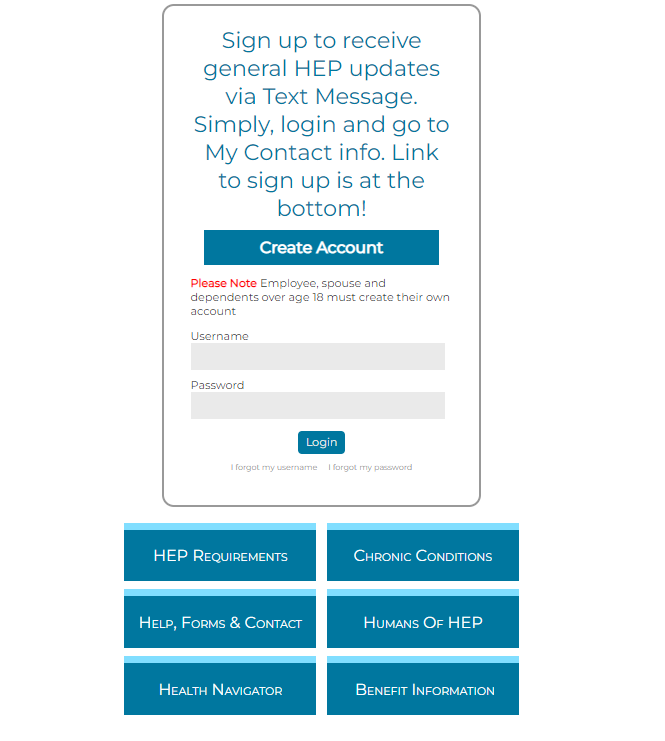 Sign up to receive
general HEP updates
via Text Message.
Simply, login and go to
My Contact info. Link
to sign up is at the
bottom!
Create Account
Please Note Employee, spouse and
dependents over age 18 must create their own
account
Username
Password
Login
I forgot my username I forgot my password
HEP Requirements
Chronic Conditions
Help, Forms & Contact
Humans Of HEP
Health Navigator
Benefit Information